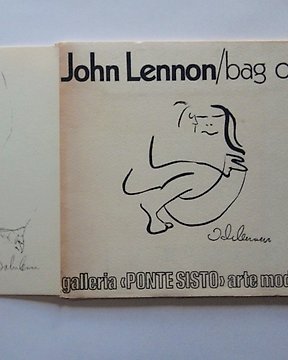 John Lennon/bag o
galleria ‹PONTE SISTO› arte mod